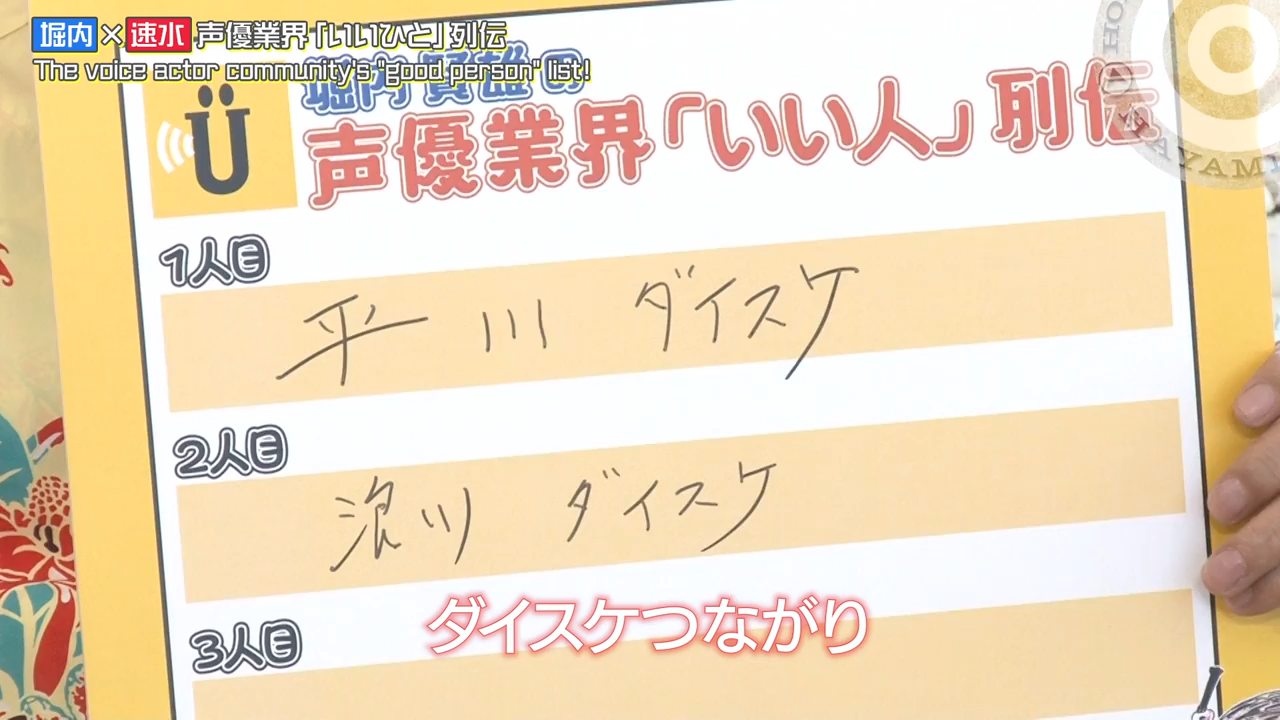 堀内×速水 声優業界「いいひと」列伝
The voice actor community's "good person" list!
堀内賢雄の
Ü
声優業界「いい人」列伝
1人目
平川 ダイスケ
2人目
浪川 ダイスケ
ダイスケつながり
3人目
HO
AYAMI